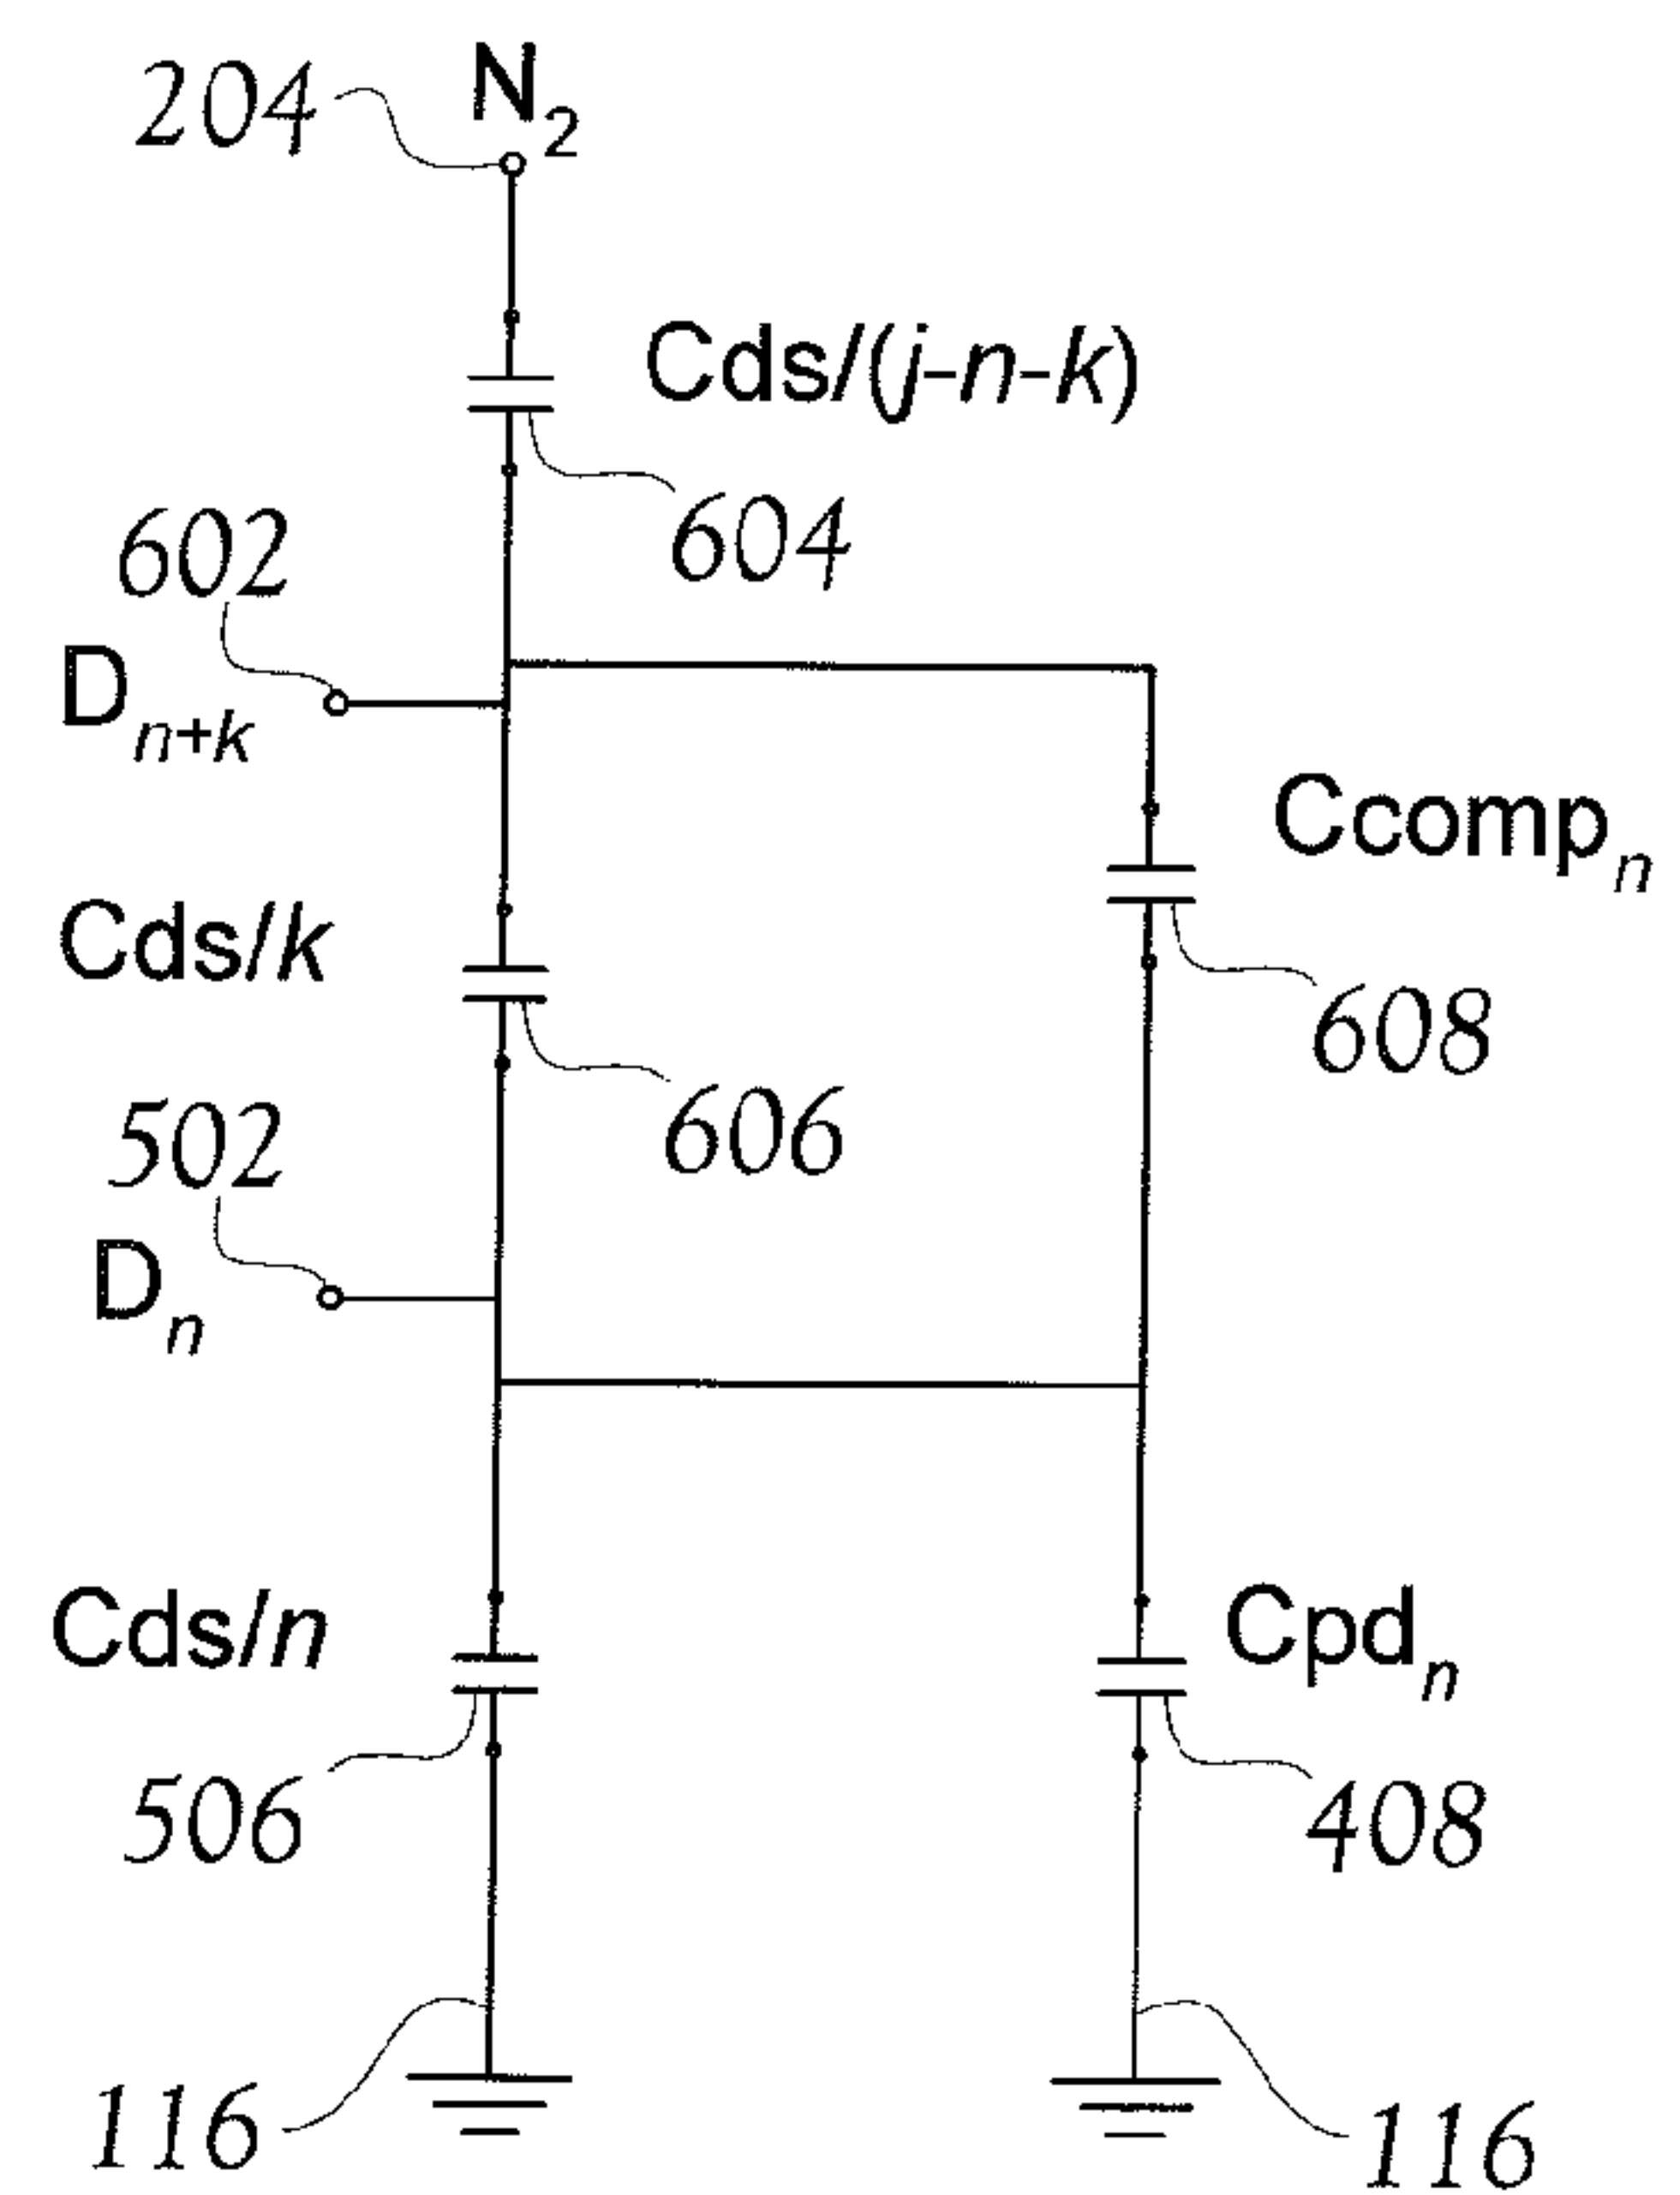 204
N2
Cds/(j-n-k)
604
602
Dn+k
Ccompn
608
Cds/k
606
502
Dn
Cds/n
506
Cpdn
408
116
116